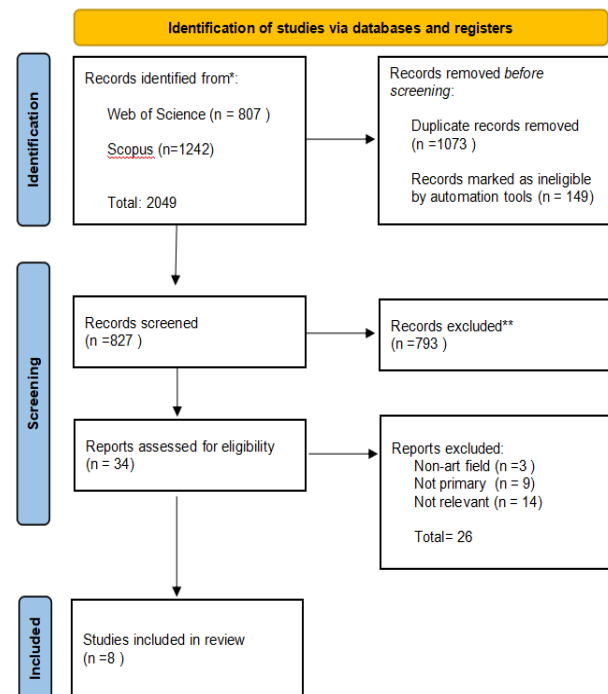 Identification of studies via databases and registers
Identification
Records identified from*:
Web of Science (n = 807 )
Scopus (n=1242)
Total: 2049
Records removed before
screening:
Duplicate records removed
(n =1073 )
Records marked as ineligible
by automation tools (n = 149)
Screening
Records screened
(n =827 )
Records excluded**
(n =793 )
Reports assessed for eligibility
(n = 34)
Reports excluded:
Non-art field (n =3 )
Not primary (n = 9)
Not relevant (n = 14)
Total= 26
Included
Studies included in review
(n =8 )